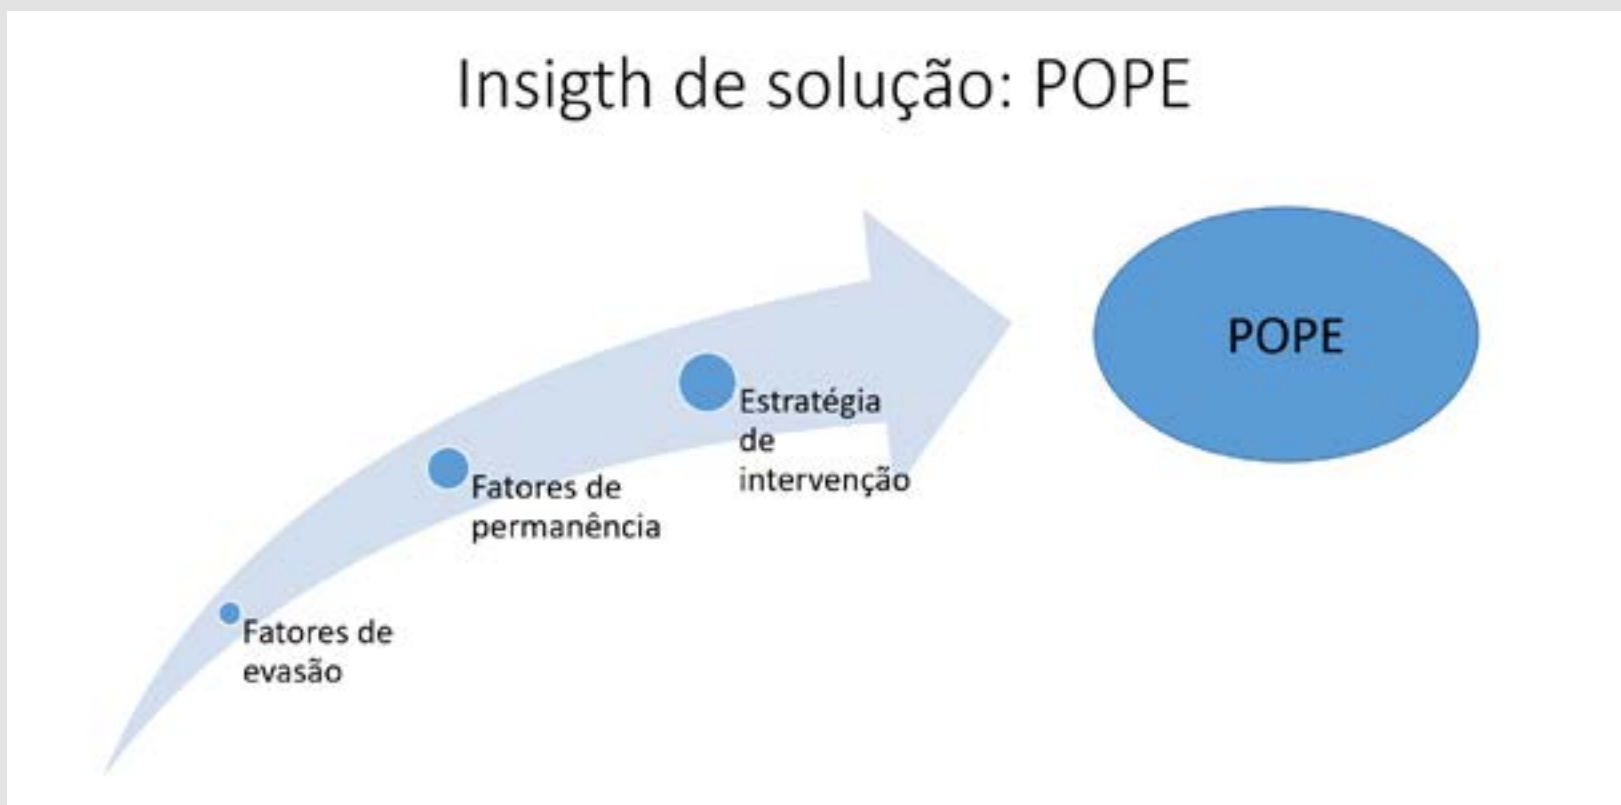 Insigth de solução: POPE
POPE
Estratégia
de
intervenção
Fatores de
permanência
Fatores de
evasão